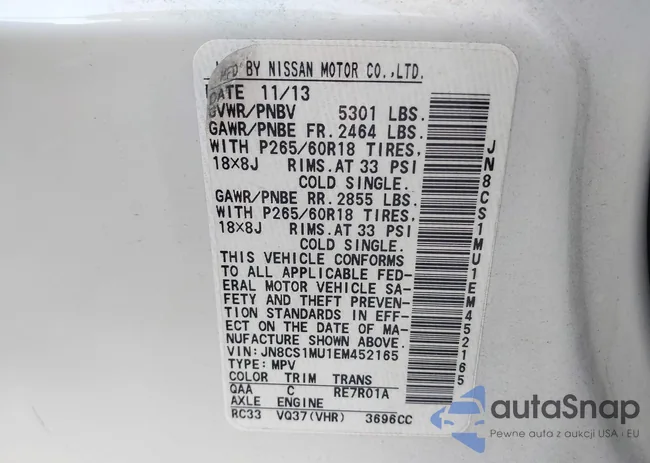 MFD BY NISSAN MOTOR CO.,LTD.
DATE 11/13
GVWR/PNBV 5301 LBS.
GAWR/PNBE FR. 2464 LBS.
WITH P265/60R18 TIRES,
18X8J RIMS.AT 33 PSI
COLD SINGLE.
GAWR/PNBE RR. 2855 LBS.
WITH P265/60R18 TIRES,
18X8J RIMS.AT 33 PSI
COLD SINGLE.
THIS VEHICLE CONFORMS
TO ALL APPLICABLE FED-
ERAL MOTOR VEHICLE SA-
FETY AND THEFT PREVEN-
TION STANDARDS IN EFF-
ECT ON THE DATE OF MA-
NUFACTURE SHOWN ABOVE.
VIN: JN8CS1MU1EM452165
TYPE: MPV
COLOR TRIM TRANS
QAA C RE7R01A
AXLE ENGINE
RC33 VQ37(VHR) 3696CC
JN8CS1MU1EM452165
autoSnap
Pewne auta z aukcji USA i EU